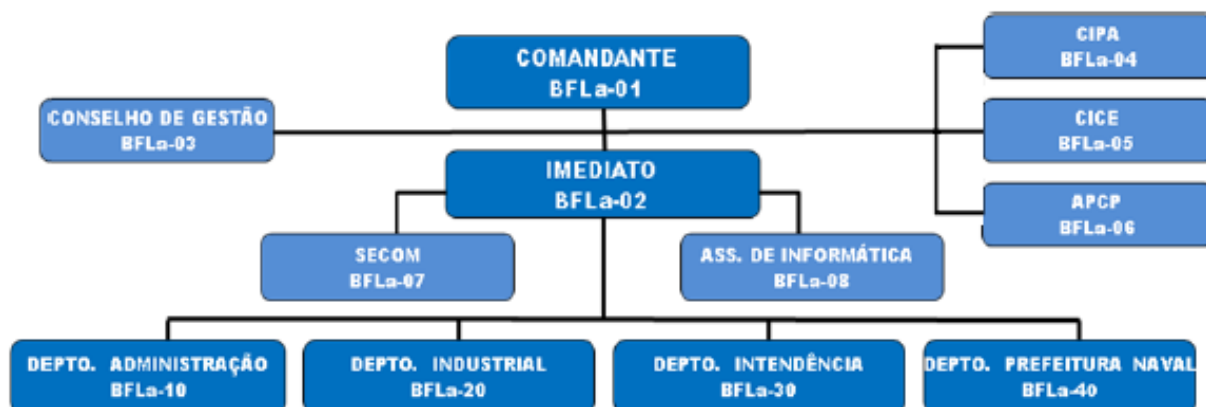 COMANDANTE
BFLa-01
CIPA
BFLa-04
CONSELHO DE GESTÃO
BFLa-03
CICE
BFLa-05
IMEDIATO
BFLa-02
APCP
BFLa-06
SECOM
BFLa-07
ASS. DE INFORMÁTICA
BFLa-08
DEPTO. ADMINISTRAÇÃO
BFLa-10
DEPTO. INDUSTRIAL
BFLa-20
DEPTO. INTENDÊNCIA
BFLa-30
DEPTO. PREFEITURA NAVAL
BFLa-40